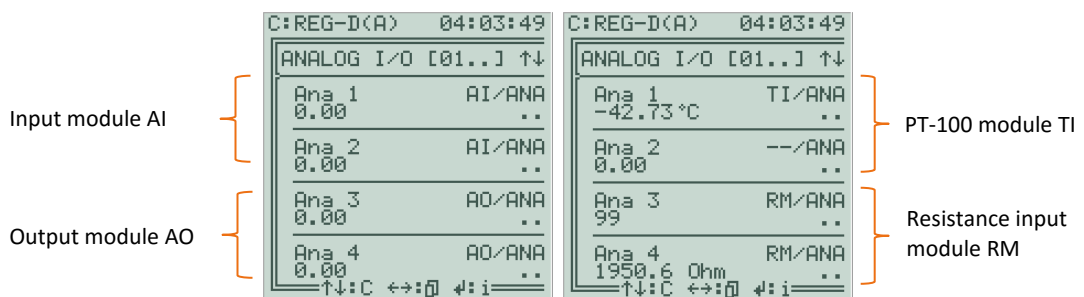 Input module AI
Output module AO
C:REG-D(A) 04:03:49
ANALOG I/O [01..] ↑↓
Ana 1 AI/ANA
0.00 ..
Ana 2 AI/ANA
0.00 ..
Ana 3 AO/ANA
0.00 ..
Ana 4 AO/ANA
0.00 ..
↑↓:C ↔:🗐 ↲:i
C:REG-D(A) 04:03:49
ANALOG I/O [01..] ↑↓
Ana 1 TI/ANA
-42.73°C ..
Ana 2 --/ANA
0.00 ..
Ana 3 RM/ANA
99 ..
Ana 4 RM/ANA
1950.6 Ohm ..
↑↓:C ↔:🗐 ↲:i
PT-100 module TI
Resistance input
module RM